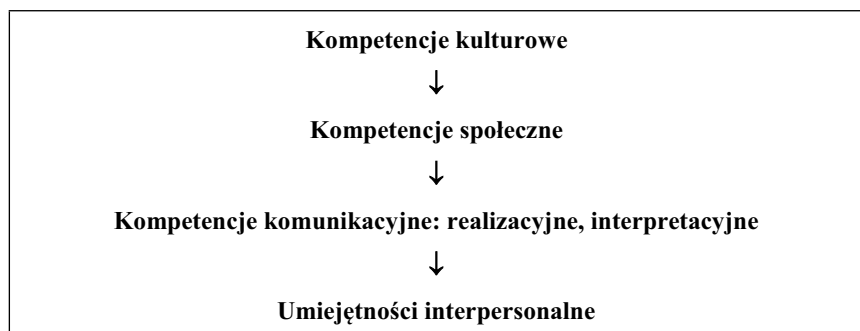 Kompetencje kulturowe
↓
Kompetencje społeczne
↓
Kompetencje komunikacyjne: realizacyjne, interpretacyjne
↓
Umiejętności interpersonalne